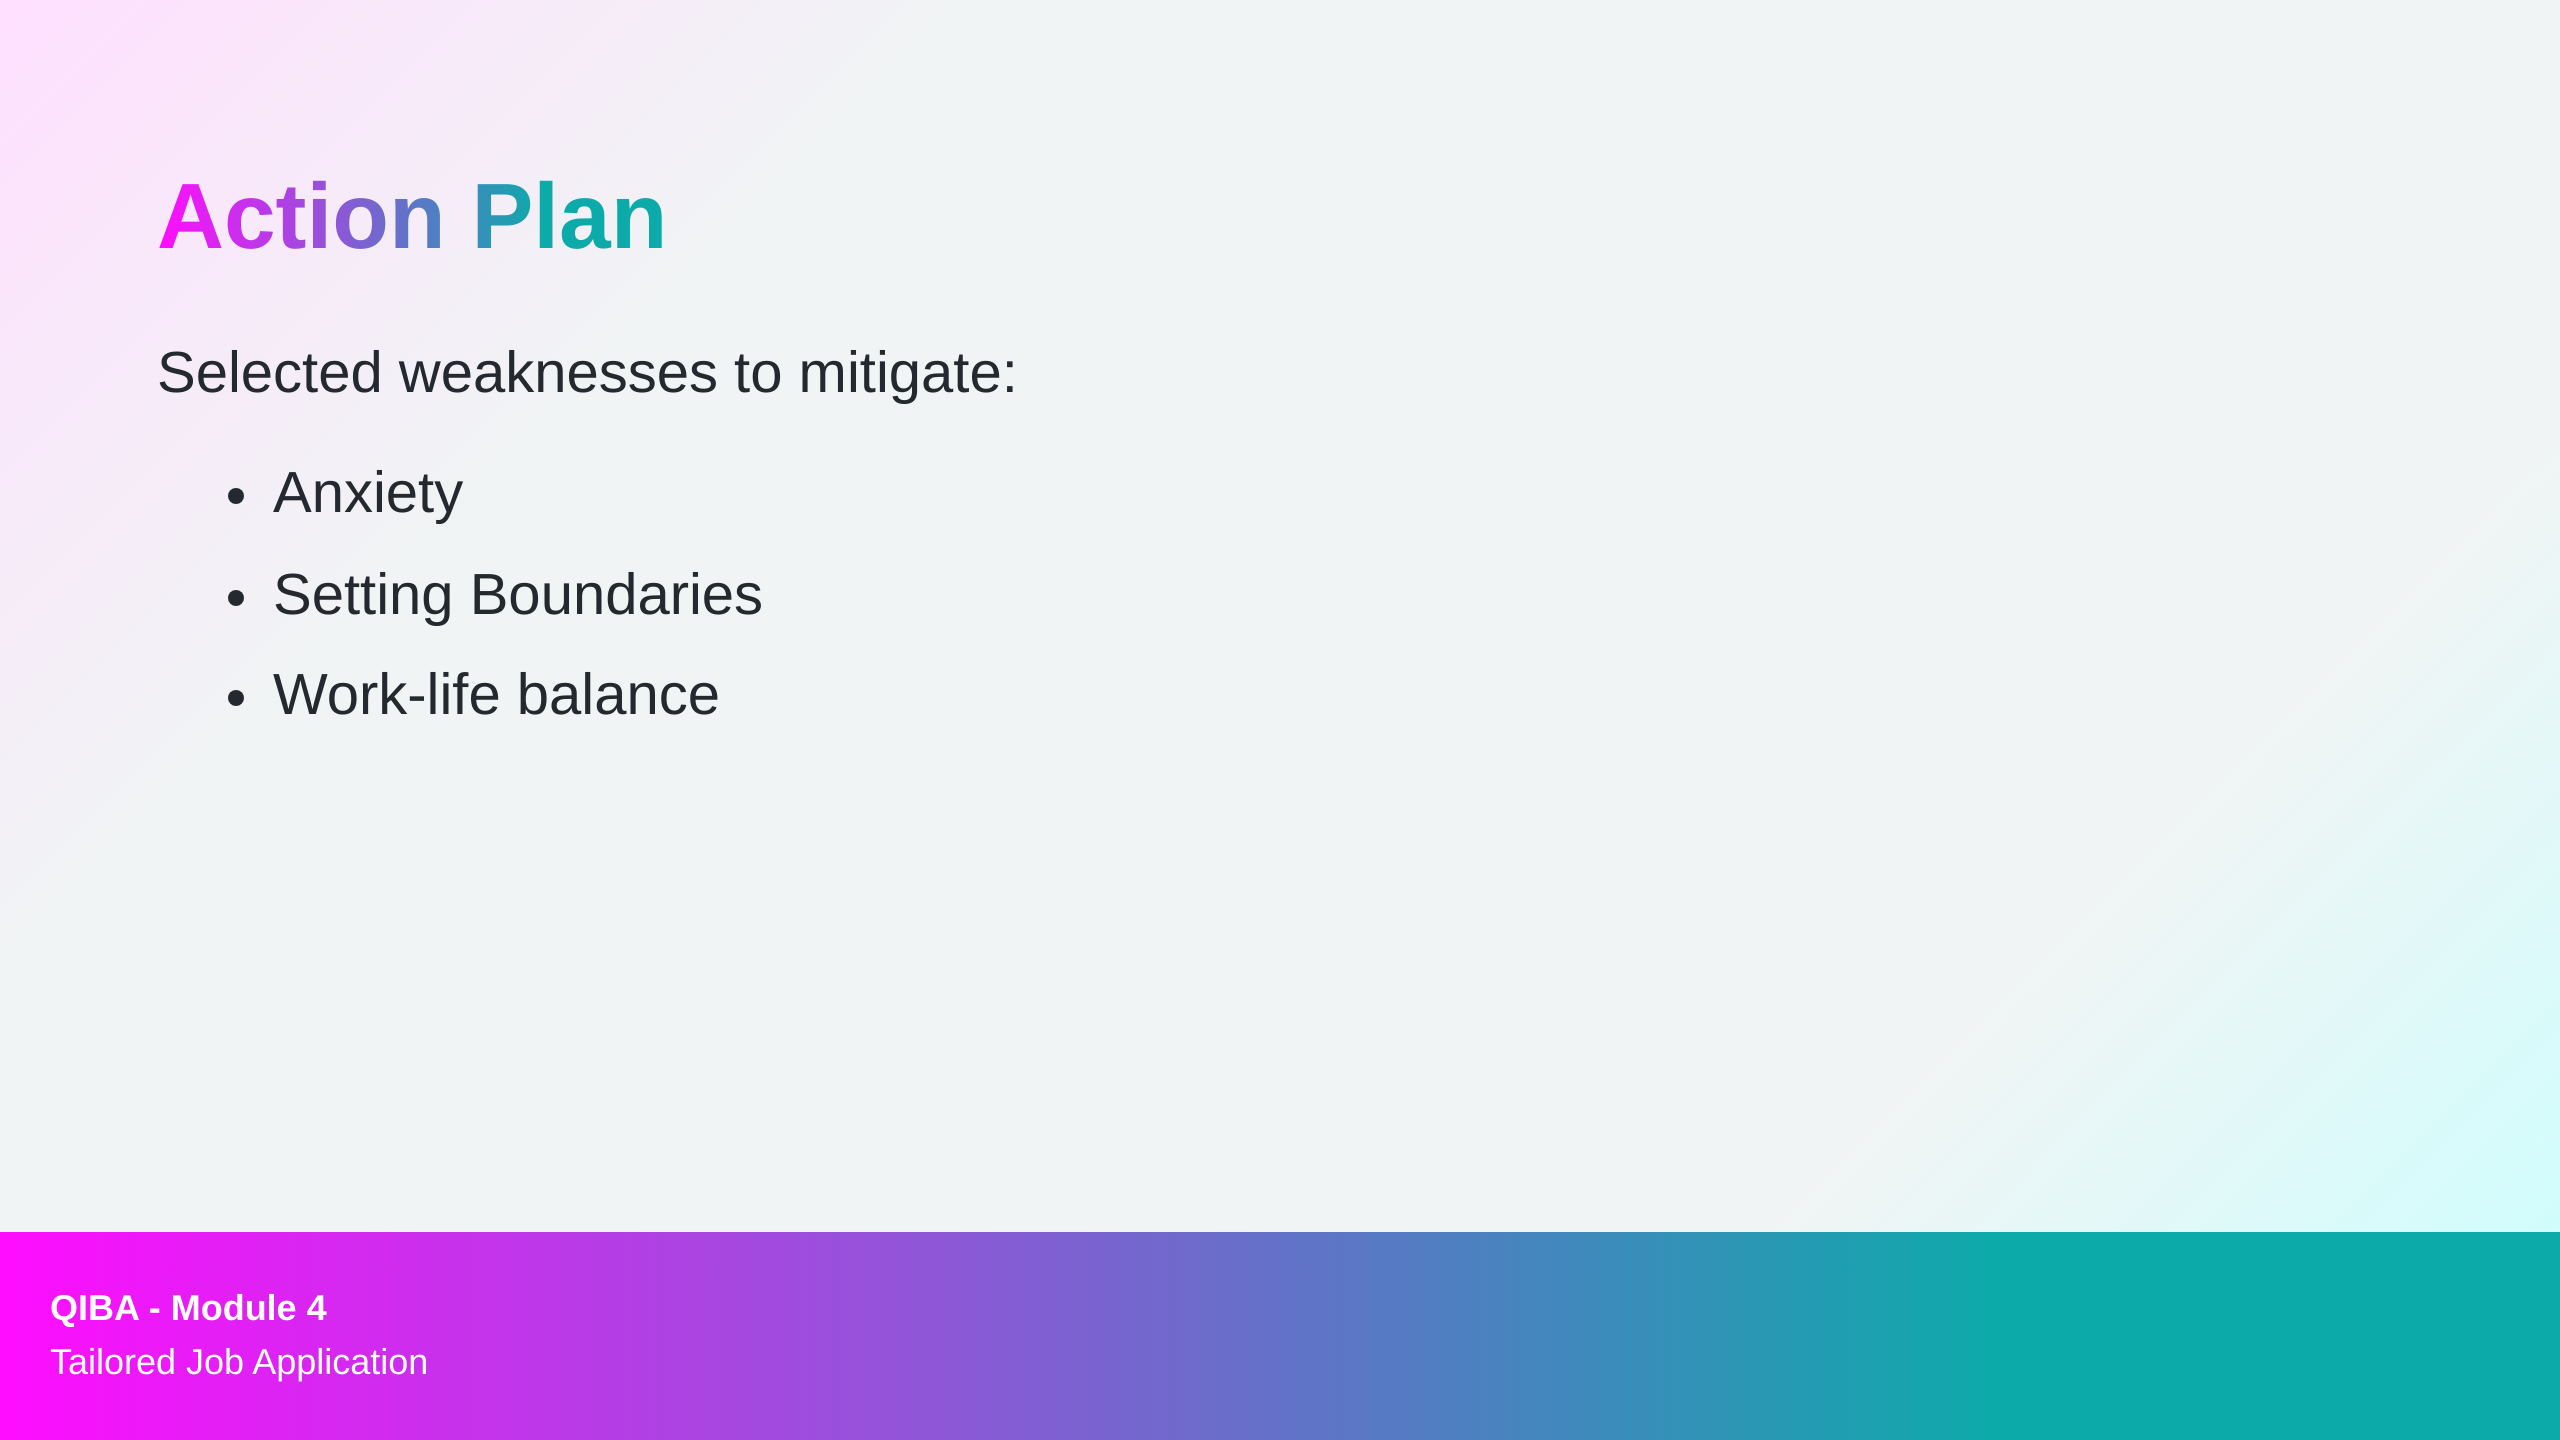 Action Plan
Selected weaknesses to mitigate:
• Anxiety
• Setting Boundaries
• Work-life balance
QIBA - Module 4
Tailored Job Application